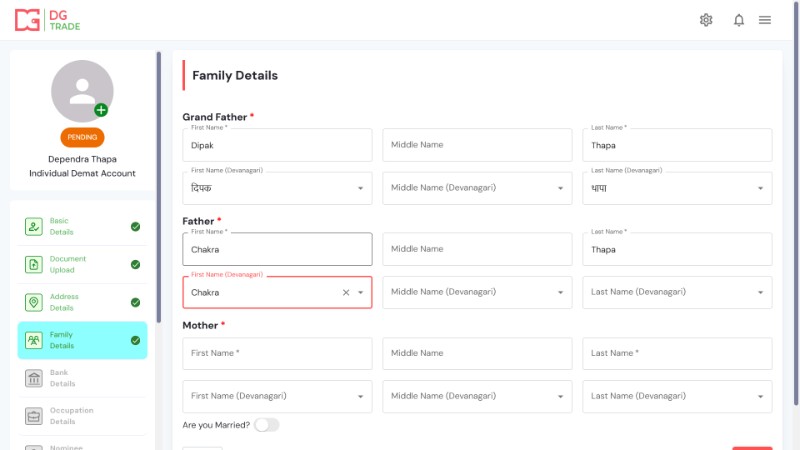 DG
TRADE
PENDING
Dependra Thapa
Individual Demat Account
Basic
Details
Document
Upload
Address
Details
Family
Details
Bank
Details
Occupation
Details
Nominee
Family Details
Grand Father *
First Name *
Dipak
Middle Name
Last Name *
Thapa
First Name (Devanagari)
दिपक
Middle Name (Devanagari)
Last Name (Devanagari)
थापा
Father *
First Name *
Chakra
Middle Name
Last Name *
Thapa
First Name (Devanagari)
Chakra
Middle Name (Devanagari)
Last Name (Devanagari)
Mother *
First Name *
Middle Name
Last Name *
First Name (Devanagari)
Middle Name (Devanagari)
Last Name (Devanagari)
Are you Married?